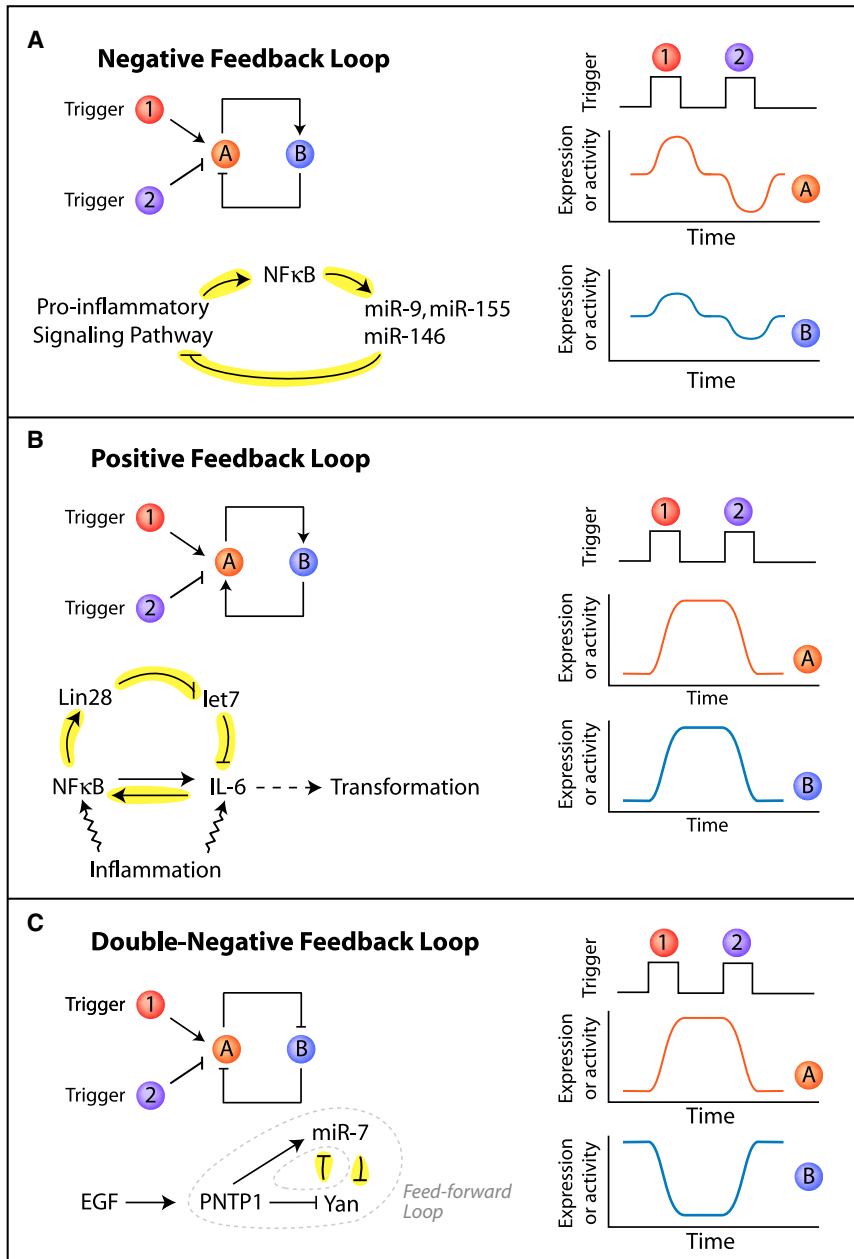 A
Negative Feedback Loop
Trigger 1
A
B
Trigger 2
NFκB
Pro-inflammatory
Signaling Pathway
miR-9, miR-155
miR-146
1
2
Trigger
Expression
or activity
A
Time
Expression
or activity
B
Time
B
Positive Feedback Loop
Trigger 1
A
B
Trigger 2
Lin28
let7
NFκB
IL-6
Transformation
Inflammation
1
2
Trigger
Expression
or activity
A
Time
Expression
or activity
B
Time
C
Double-Negative Feedback Loop
Trigger 1
A
B
Trigger 2
miR-7
EGF
PNTP1
Yan
Feed-forward
Loop
1
2
Trigger
Expression
or activity
A
Time
Expression
or activity
B
Time